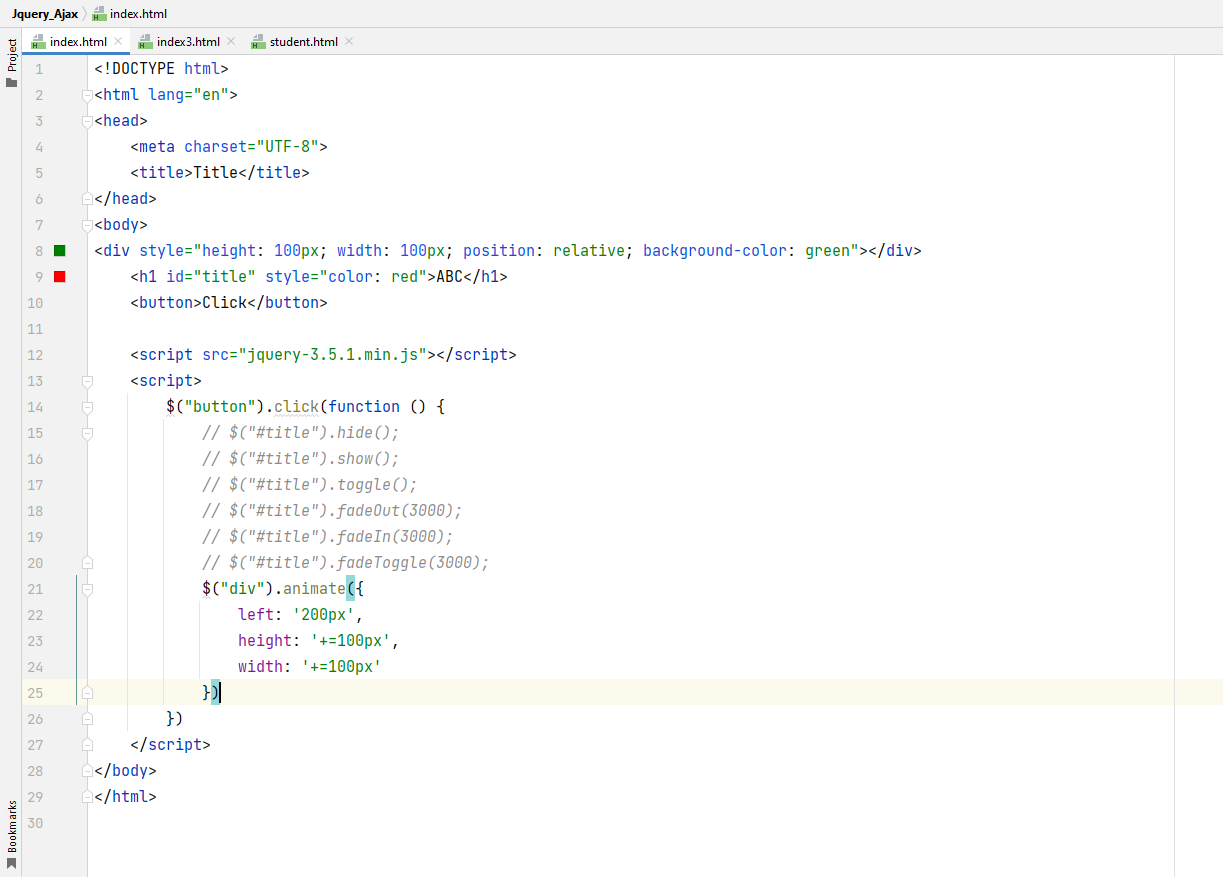 Jquery_Ajax index.html
index.html index3.html student.html
Project
1 <!DOCTYPE html>
2 <html lang="en">
3 <head>
4     <meta charset="UTF-8">
5     <title>Title</title>
6 </head>
7 <body>
8 <div style="height: 100px; width: 100px; position: relative; background-color: green"></div>
9     <h1 id="title" style="color: red">ABC</h1>
10     <button>Click</button>
11
12     <script src="jquery-3.5.1.min.js"></script>
13     <script>
14         $("button").click(function () {
15             // $("#title").hide();
16             // $("#title").show();
17             // $("#title").toggle();
18             // $("#title").fadeOut(3000);
19             // $("#title").fadeIn(3000);
20             // $("#title").fadeToggle(3000);
21             $("div").animate({
22                 left: '200px',
23                 height: '+=100px',
24                 width: '+=100px'
25             })
26         })
27     </script>
28 </body>
29 </html>
30
Bookmarks